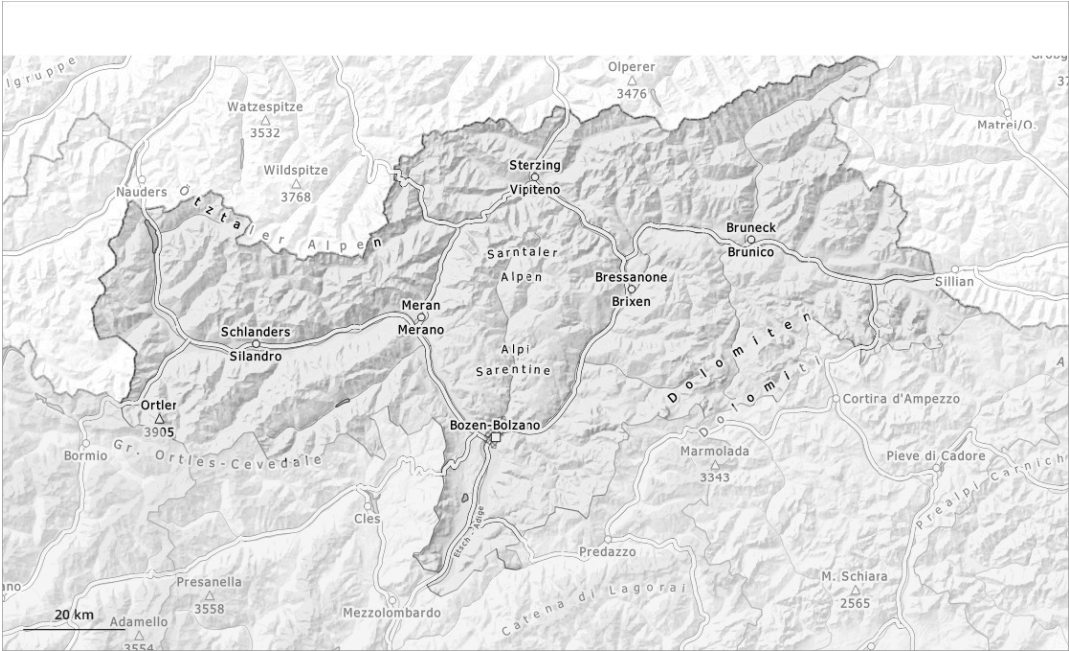 lgruppe
Olperer
3476
Watzespitze
3532
Matrei/O.
Sterzing
Vipiteno
Wildspitze
3768
Nauders
Ötztaler Alpen
Bruneck
Brunico
Sarntaler
Alpen
Bressanone
Brixen
Sillian
Meran
Merano
Schlanders
Silandro
Dolomiten
Alpi
Sarentine
Dolomiti
Ortler
3905
Cortina d'Ampezzo
Bozen-Bolzano
Gr. Ortles-Cevedale
Bormio
Marmolada
3343
Pieve di Cadore
Prealpi Carnich
Cles
Etsch - Adige
Predazzo
Presanella
3558
M. Schiara
2565
Mezzolombardo
Catena di Lagorai
20 km
Adamello
3554